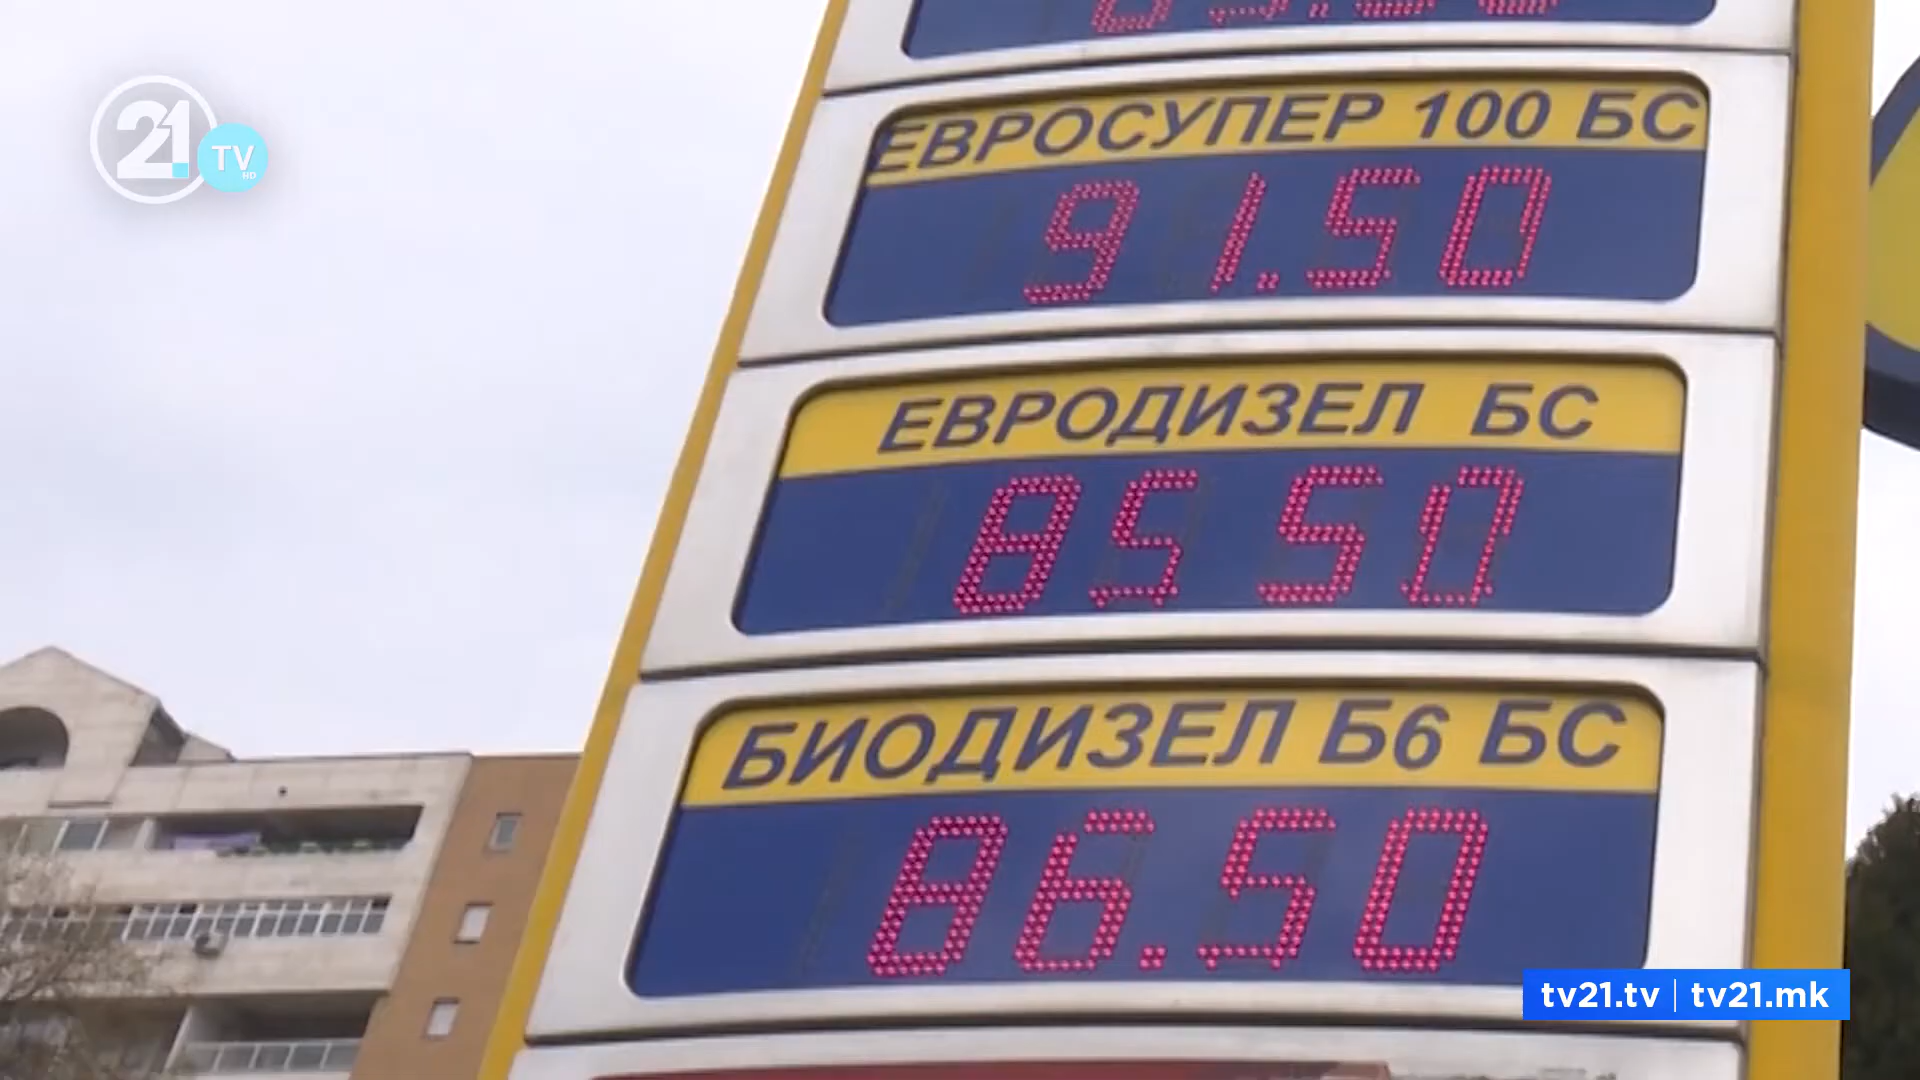 21
TV
HD
ЕВРОСУПЕР 100 БС
91.50
ЕВРОДИЗЕЛ БС
85 50
БИОДИЗЕЛ Б6 БС
86.50
tv21.tv | tv21.mk